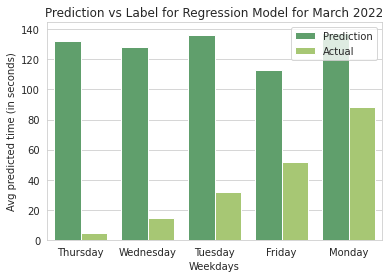 Prediction vs Label for Regression Model for March 2022
Avg predicted time (in seconds)
140
120
100
80
60
40
20
0
Prediction
Actual
Thursday Wednesday Tuesday Friday Monday
Weekdays